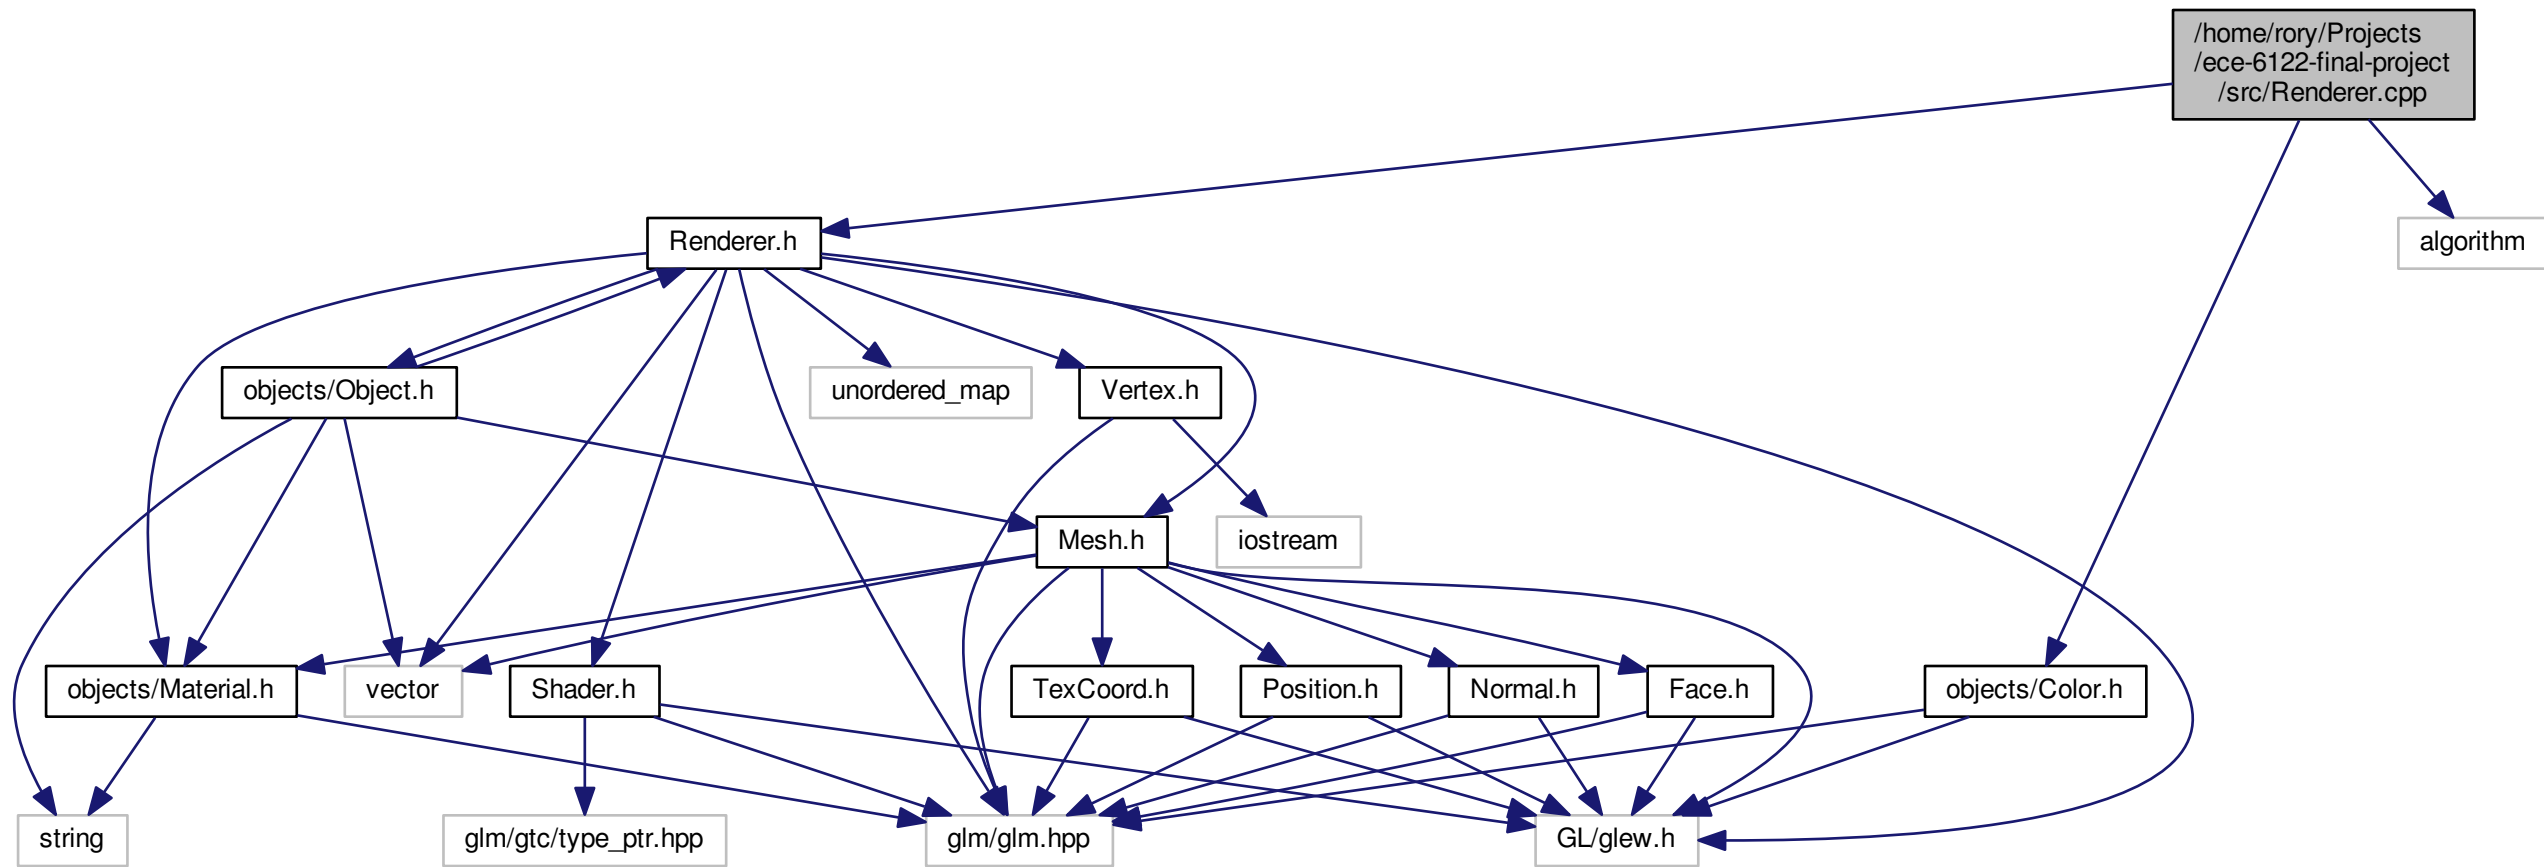 /home/rory/Projects
/ece-6122-final-project
/src/Renderer.cpp
Renderer.h
algorithm
objects/Object.h
unordered_map
Vertex.h
Mesh.h
iostream
objects/Material.h
vector
Shader.h
TexCoord.h
Position.h
Normal.h
Face.h
objects/Color.h
string
glm/gtc/type_ptr.hpp
glm/glm.hpp
GL/glew.h